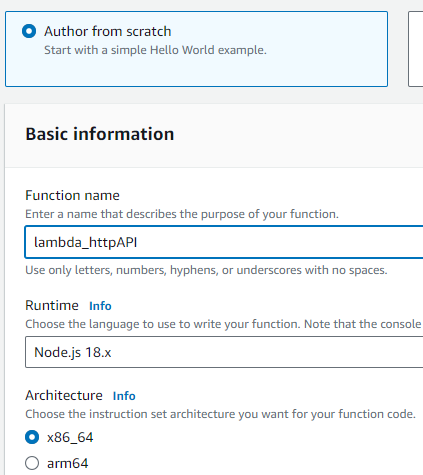 Author from scratch
Start with a simple Hello World example.
Basic information
Function name
Enter a name that describes the purpose of your function.
lambda_httpAPI
Use only letters, numbers, hyphens, or underscores with no spaces.
Runtime Info
Choose the language to use to write your function. Note that the console
Node.js 18.x
Architecture Info
Choose the instruction set architecture you want for your function code.
x86_64
arm64